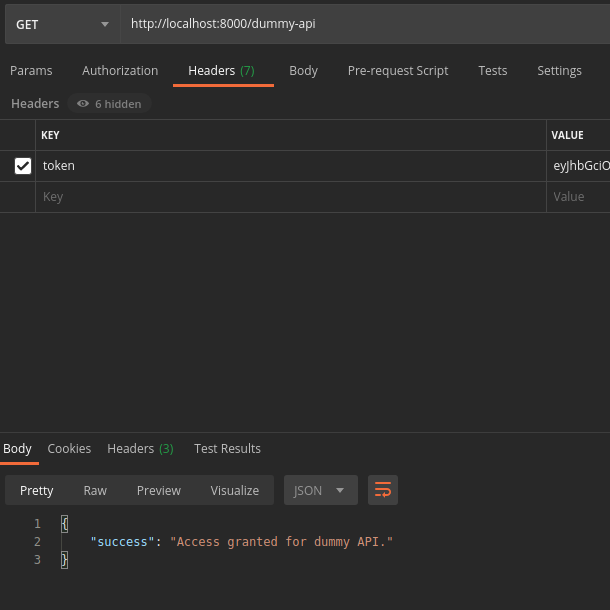 GET http://localhost:8000/dummy-api
Params Authorization Headers (7) Body Pre-request Script Tests Settings
Headers 6 hidden
KEY VALUE
token eyJhbGciO
Key Value
Body Cookies Headers (3) Test Results
Pretty Raw Preview Visualize JSON
1 {
2 "success": "Access granted for dummy API."
3 }